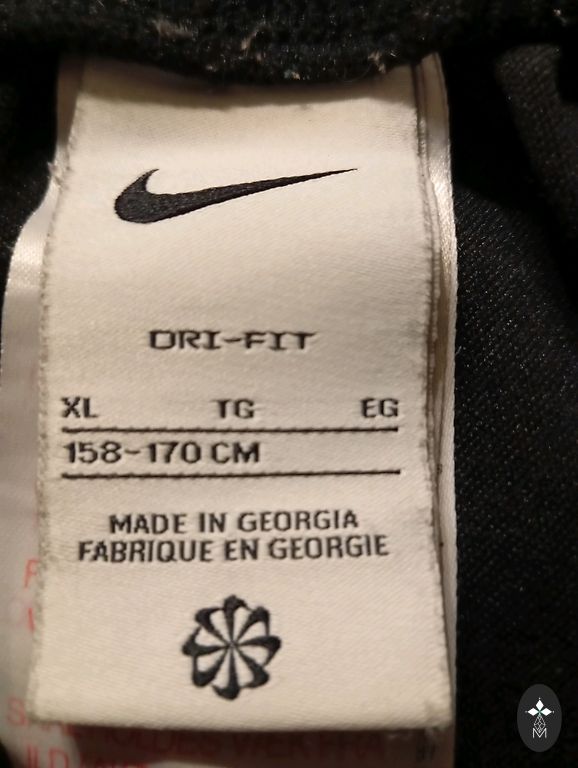 DRI-FIT
XL TG EG
158-170 CM
MADE IN GEORGIA
FABRIQUE EN GEORGIE
M